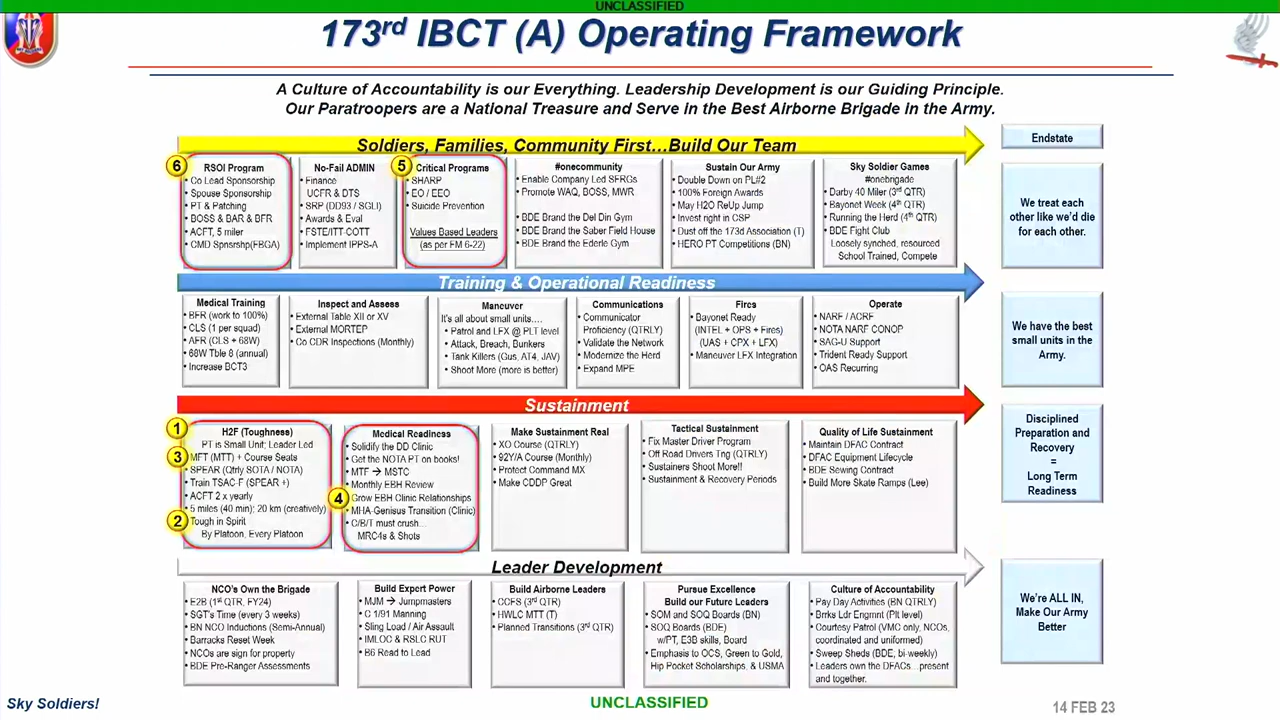 UNCLASSIFIED
173rd IBCT (A) Operating Framework
A Culture of Accountability is our Everything. Leadership Development is our Guiding Principle.
Our Paratroopers are a National Treasure and Serve in the Best Airborne Brigade in the Army.
Soldiers, Families, Community First…Build Our Team
Endstate
6
RSOI Program
• Co Lead Sponsorship
• Spouse Sponsorship
• PT & Patching
• BOSS & BAR & BFR
• ACFT, 5 miler
• CMD Spnsrshp(FBGA)
No-Fail ADMIN
• Finance
UCFR & DTS
• SRP (DD93 / SGLI)
• Awards & Eval
• FSTE/ITT-COTT
• Implement IPPS-A
5
Critical Programs
• SHARP
• EO / EEO
• Suicide Prevention
Values Based Leaders
(as per FM 6-22)
#onecommunity
• Enable Company Led SFRGs
• Promote WAQ, BOSS, MWR
• BDE Brand the Del Din Gym
• BDE Brand the Saber Field House
• BDE Brand the Ederle Gym
Sustain Our Army
• Double Down on PL#2
• 100% Foreign Awards
• May H2O ReUp Jump
• Invest right in CSP
• Dust off the 173d Association (T)
• HERO PT Competitions (BN)
Sky Soldier Games
#onebrigade
• Darby 40 Miler (3rd QTR)
• Bayonet Week (4th QTR)
• Running the Herd (4th QTR)
• BDE Fight Club
Loosely synched, resourced
School Trained, Compete
We treat each
other like we'd die
for each other.
Training & Operational Readiness
Medical Training
• BFR (work to 100%)
• CLS (1 per squad)
• AFR (CLS + 68W)
• 68W Tble 8 (annual)
• Increase BCT3
Inspect and Assess
• External Table XII or XV
• External MORTEP
• Co CDR Inspections (Monthly)
Maneuver
It's all about small units….
• Patrol and LFX @ PLT level
• Attack, Breach, Bunkers
• Tank Killers (Gus, AT4, JAV)
• Shoot More (more is better)
Communications
• Communicator
Proficiency (QTRLY)
• Validate the Network
• Modernize the Herd
• Expand MPE
Fires
• Bayonet Ready
(INTEL + OPS + Fires)
(UAS + CPX + LFX)
• Maneuver LFX Integration
Operate
• NARF / ACRF
• NOTA NARF CONOP
• SAG-U Support
• Trident Ready Support
• OAS Recurring
We have the best
small units in the
Army.
Sustainment
1
H2F (Toughness)
PT is Small Unit; Leader Led
3
• MFT (MTT) + Course Seats
• SPEAR (Qtrly SOTA / NOTA)
• Train TSAC-F (SPEAR +)
• ACFT 2 x yearly
• 5 miles (40 min); 20 km (creatively)
2
• Tough in Spirit
By Platoon, Every Platoon
Medical Readiness
• Solidify the DD Clinic
• Get the NOTA PT on books!
• MTF → MSTC
• Monthly EBH Review
4
• Grow EBH Clinic Relationships
• MHA-Genisus Transition (Clinic)
• C/B/T must crush…
MRC4s & Shots
Make Sustainment Real
• XO Course (QTRLY)
• 92Y/A Course (Monthly)
• Protect Command MX
• Make CDDP Great
Tactical Sustainment
• Fix Master Driver Program
• Off Road Drivers Tng (QTRLY)
• Sustainers Shoot More!!
• Sustainment & Recovery Periods
Quality of Life Sustainment
• Maintain DFAC Contract
• DFAC Equipment Lifecycle
• BDE Sewing Contract
• Build More Skate Ramps (Lee)
Disciplined
Preparation and
Recovery
=
Long Term
Readiness
Leader Development
NCO's Own the Brigade
• E2B (1st QTR, FY24)
• SGT's Time (every 3 weeks)
• BN NCO Inductions (Semi-Annual)
• Barracks Reset Week
• NCOs are sign for property
• BDE Pre-Ranger Assessments
Build Expert Power
• MJM → Jumpmasters
• C 1/91 Manning
• Sling Load / Air Assault
• IMLOC & RSLC RUT
• B6 Read to Lead
Build Airborne Leaders
• CCFS (3rd QTR)
• HWLC MTT (T)
• Planned Transitions (3rd QTR)
Pursue Excellence
Build our Future Leaders
• SOM and SOQ Boards (BN)
• SOQ Boards (BDE)
w/PT, E3B skills, Board
• Emphasis to OCS, Green to Gold,
Hip Pocket Scholarships, & USMA
Culture of Accountability
• Pay Day Activities (BN QTRLY)
• Brrks Ldr Engmnt (Plt level)
• Courtesy Patrol (VMC only, NCOs,
coordinated and uniformed)
• Sweep Sheds (BDE, bi-weekly)
• Leaders own the DFACs…present
and together.
We're ALL IN,
Make Our Army
Better
Sky Soldiers!
UNCLASSIFIED
14 FEB 23